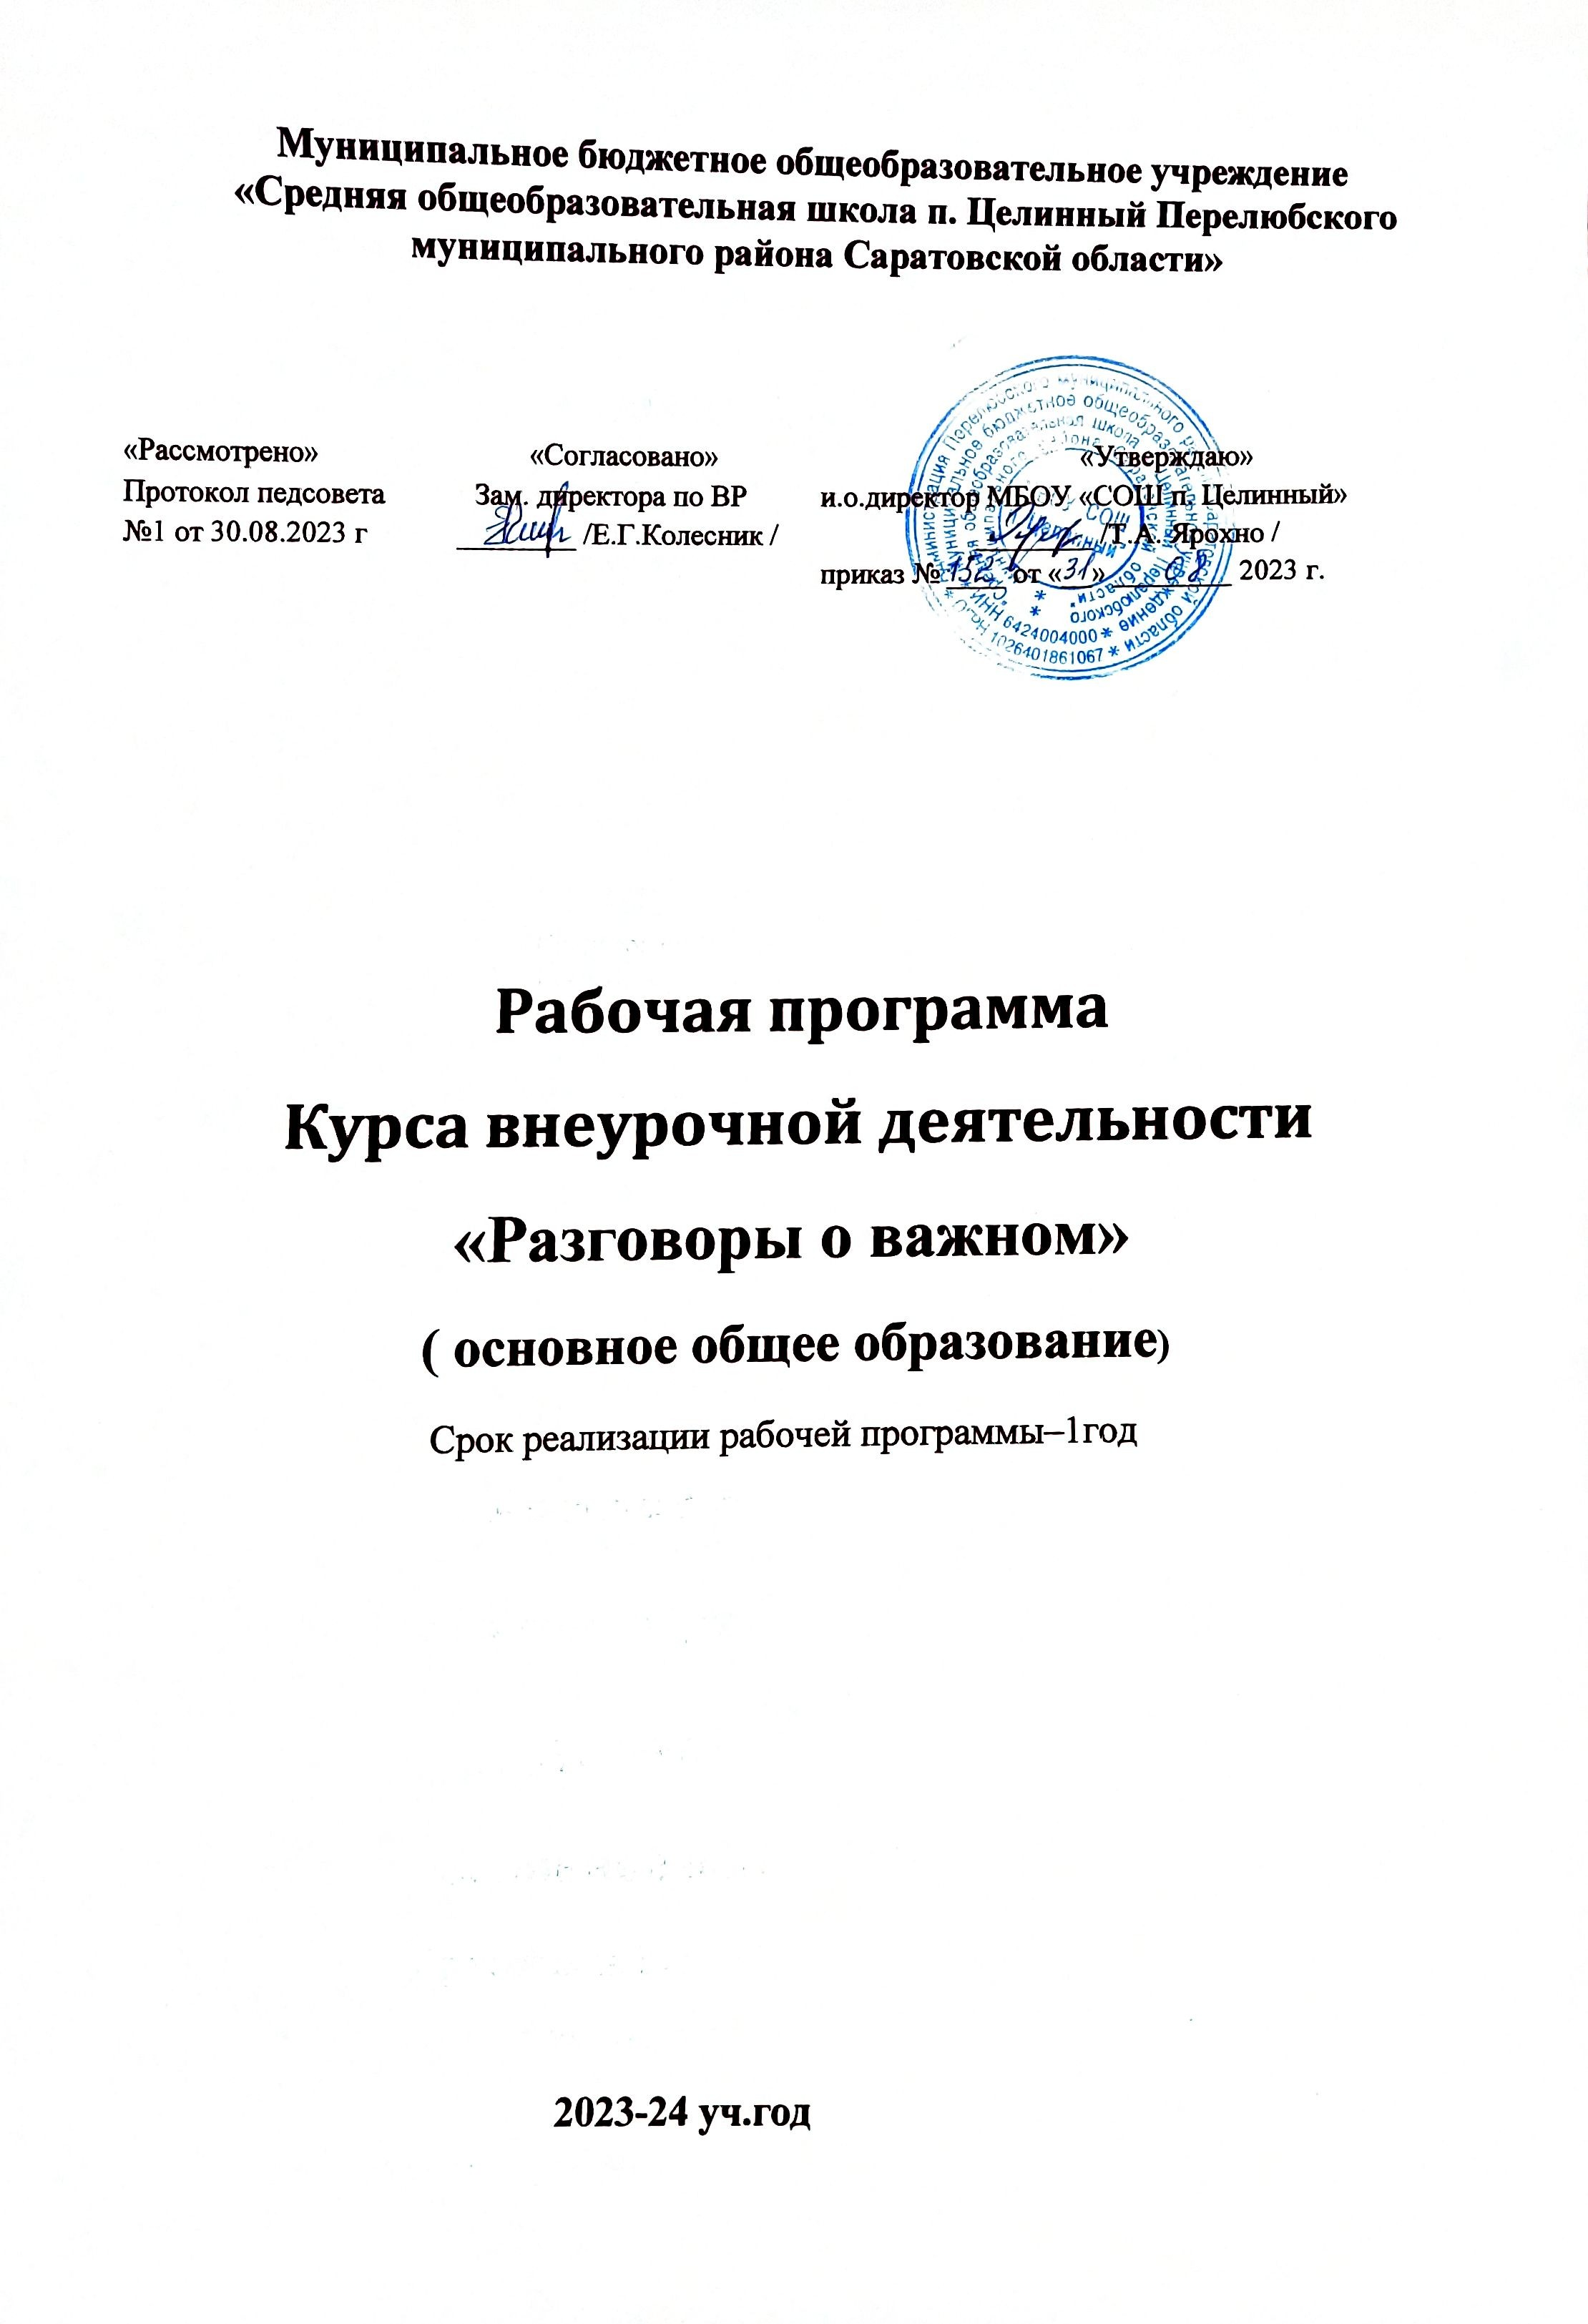 Муниципальное бюджетное общеобразовательное учреждение
«Средняя общеобразовательная школа п. Целинный Перелюбского
муниципального района Саратовской области»
«Рассмотрено»
Протокол педсовета
№1 от 30.08.2023 г
«Согласовано»
Зам. директора по ВР
/Е.Г.Колесник /
«Утверждаю»
и.о.директор МБОУ «СОШ п. Целинный»
/Т.А. Ярохно /
приказ № 152 от «31» 08 2023 г.
ИНН 6424004000
1026401861067
Рабочая программа
Курса внеурочной деятельности
«Разговоры о важном»
( основное общее образование)
Срок реализации рабочей программы–1год
2023-24 уч.год